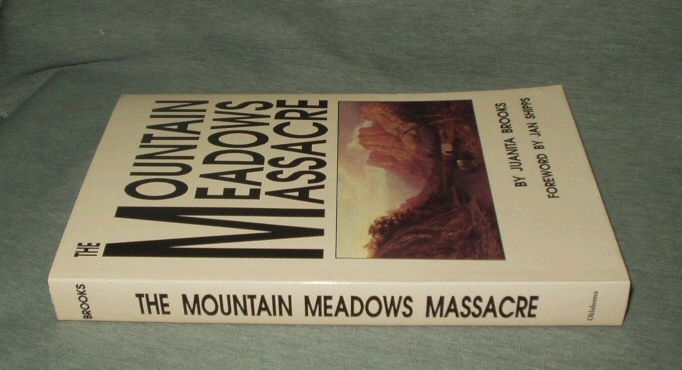 THE
MOUNTAIN
MEADOWS
MASSACRE
BY JUANITA BROOKS
FOREWORD BY JAN SHIPPS
BROOKS
THE MOUNTAIN MEADOWS MASSACRE
Oklahoma